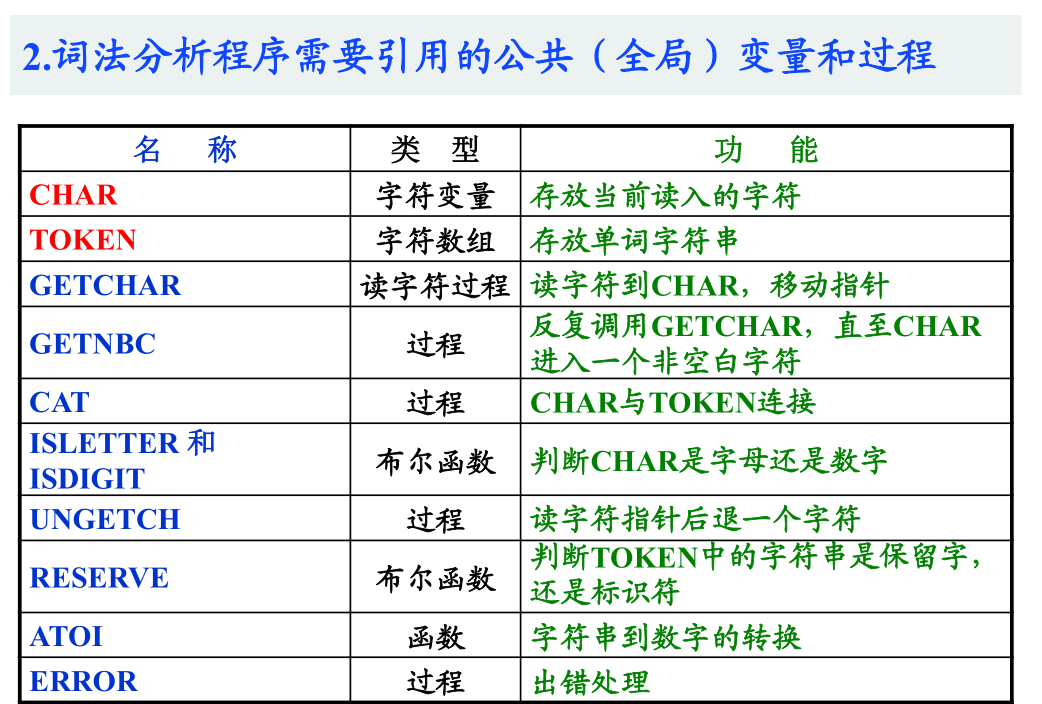 2.词法分析程序需要引用的公共（全局）变量和过程
名 称 类 型 功 能
CHAR 字符变量 存放当前读入的字符
TOKEN 字符数组 存放单词字符串
GETCHAR 读字符过程 读字符到CHAR，移动指针
GETNBC 过程 反复调用GETCHAR，直至CHAR
进入一个非空白字符
CAT 过程 CHAR与TOKEN连接
ISLETTER 和
ISDIGIT 布尔函数 判断CHAR是字母还是数字
UNGETCH 过程 读字符指针后退一个字符
RESERVE 布尔函数 判断TOKEN中的字符串是保留字，
还是标识符
ATOI 函数 字符串到数字的转换
ERROR 过程 出错处理